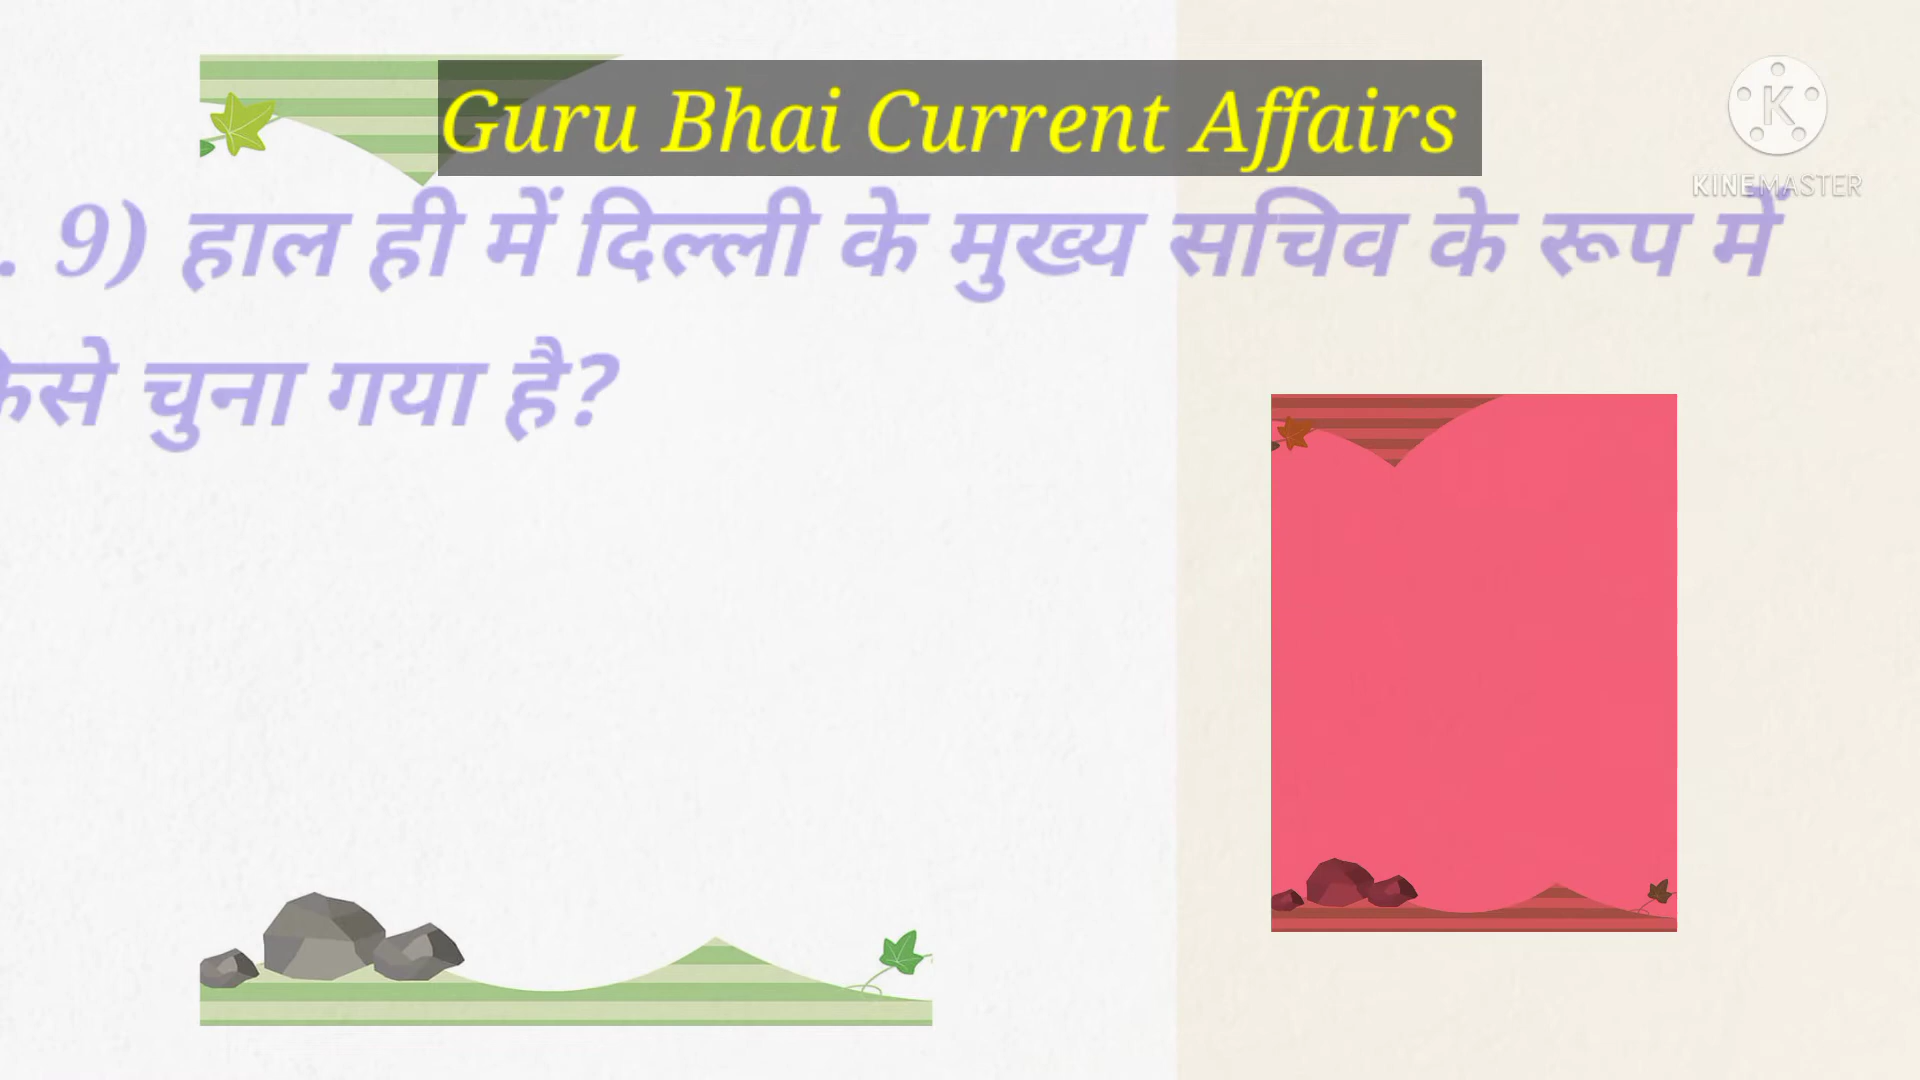 Guru Bhai Current Affairs
KINEMASTER
. 9) हाल ही में दिल्ली के मुख्य सचिव के रूप में
चुना गया है?